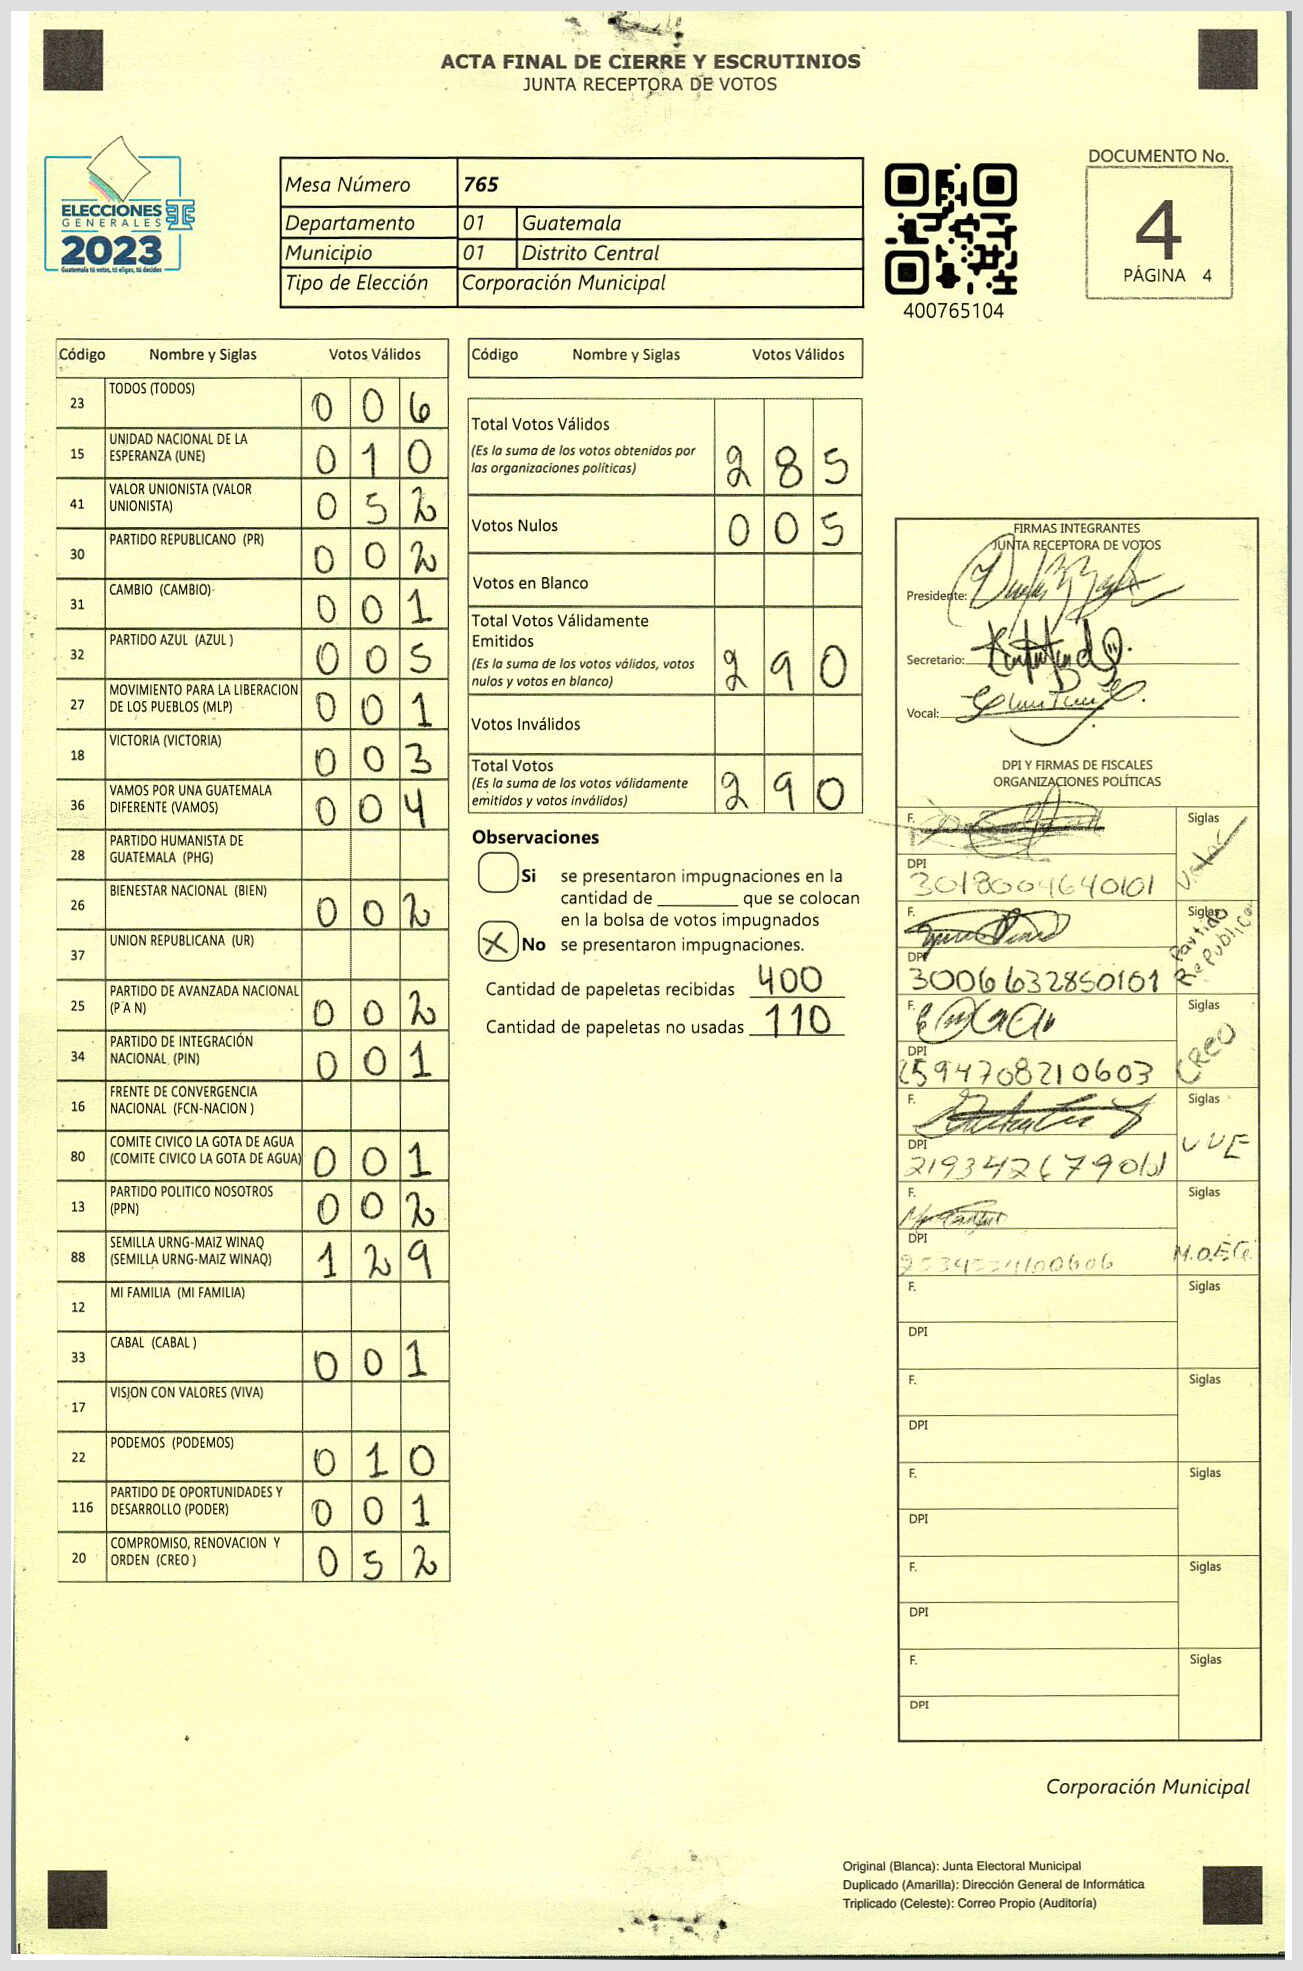 ACTA FINAL DE CIERRE Y ESCRUTINIOS
JUNTA RECEPTORA DE VOTOS
ELECCIONES
GENERALES
2023
Guatemala tú votas, tú eliges, tú decides
Mesa Número 765
Departamento 01 Guatemala
Municipio 01 Distrito Central
Tipo de Elección Corporación Municipal
400765104
DOCUMENTO No.
4
PÁGINA 4
Código Nombre y Siglas Votos Válidos
23 TODOS (TODOS) 0 0 6
15 UNIDAD NACIONAL DE LA
ESPERANZA (UNE) 0 1 0
41 VALOR UNIONISTA (VALOR
UNIONISTA) 0 5 2
30 PARTIDO REPUBLICANO (PR) 0 0 2
31 CAMBIO (CAMBIO) 0 0 1
32 PARTIDO AZUL (AZUL ) 0 0 5
27 MOVIMIENTO PARA LA LIBERACION
DE LOS PUEBLOS (MLP) 0 0 1
18 VICTORIA (VICTORIA) 0 0 3
36 VAMOS POR UNA GUATEMALA
DIFERENTE (VAMOS) 0 0 4
28 PARTIDO HUMANISTA DE
GUATEMALA (PHG)
26 BIENESTAR NACIONAL (BIEN) 0 0 2
37 UNION REPUBLICANA (UR)
25 PARTIDO DE AVANZADA NACIONAL
(P A N) 0 0 2
34 PARTIDO DE INTEGRACIÓN
NACIONAL (PIN) 0 0 1
16 FRENTE DE CONVERGENCIA
NACIONAL (FCN-NACION )
80 COMITE CIVICO LA GOTA DE AGUA
(COMITE CIVICO LA GOTA DE AGUA) 0 0 1
13 PARTIDO POLITICO NOSOTROS
(PPN) 0 0 2
88 SEMILLA URNG-MAIZ WINAQ
(SEMILLA URNG-MAIZ WINAQ) 1 2 9
12 MI FAMILIA (MI FAMILIA)
33 CABAL (CABAL ) 0 0 1
17 VISION CON VALORES (VIVA)
22 PODEMOS (PODEMOS) 0 1 0
116 PARTIDO DE OPORTUNIDADES Y
DESARROLLO (PODER) 0 0 1
20 COMPROMISO, RENOVACION Y
ORDEN (CREO ) 0 5 2
Código Nombre y Siglas Votos Válidos
Total Votos Válidos
(Es la suma de los votos obtenidos por
las organizaciones políticas) 2 8 5
Votos Nulos 0 0 5
Votos en Blanco
Total Votos Válidamente
Emitidos
(Es la suma de los votos válidos, votos
nulos y votos en blanco) 2 9 0
Votos Inválidos
Total Votos
(Es la suma de los votos válidamente
emitidos y votos inválidos) 2 9 0
Observaciones
Si se presentaron impugnaciones en la
cantidad de ________ que se colocan
en la bolsa de votos impugnados
X No se presentaron impugnaciones.
Cantidad de papeletas recibidas 400
Cantidad de papeletas no usadas 110
FIRMAS INTEGRANTES
JUNTA RECEPTORA DE VOTOS
Presidente:
Secretario:
Vocal:
DPI Y FIRMAS DE FISCALES
ORGANIZACIONES POLÍTICAS
F. Siglas
DPI Valor
3018004640101
F. Siglas
DPI Partido
Republica
3006632850101
F. Siglas
DPI CREO
2594708210603
F. Siglas
DPI UNE
F. Siglas
DPI
F. Siglas
DPI
F. Siglas
DPI
F. Siglas
DPI
F. Siglas
DPI
F. Siglas
DPI
Corporación Municipal
Original (Blanca): Junta Electoral Municipal
Duplicado (Amarilla): Dirección General de Informática
Triplicado (Celeste): Correo Propio (Auditoría)